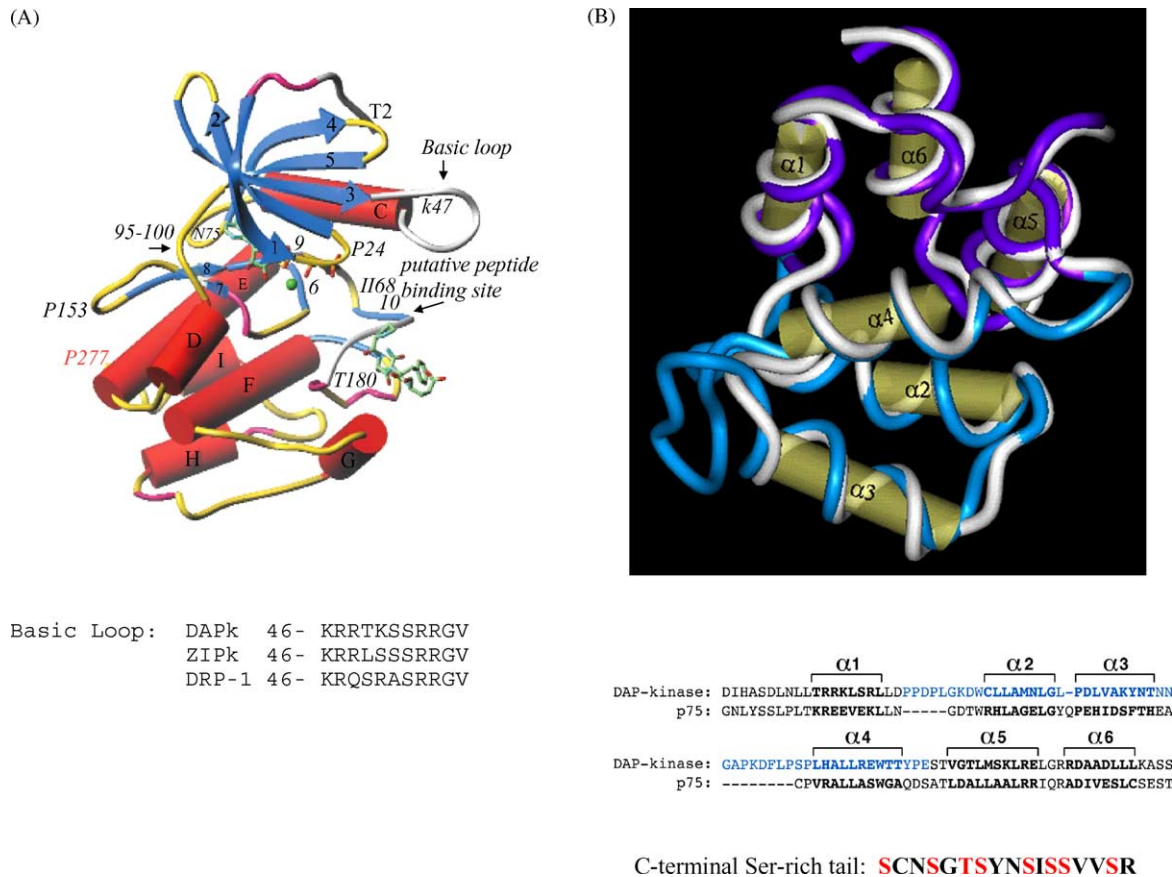 (A)
(B)
2
4
T2
5
Basic loop
3
C
k47
95-100
N75
1
9
P24
putative peptide
binding site
8
E
7
6
II68
10
P153
D
P277
I
F
T180
H
G
α1
α6
α5
α4
α2
α3
Basic Loop: DAPk 46- KRRTKSSRRGV
ZIPk 46- KRRLSSSRRGV
DRP-1 46- KRQSRASRRGV
α1 α2 α3
DAP-kinase: DIHASDLNLLTRRKLSRLLDPPDPLGKDWCLLAMNLGL-PDLVAKYNTNN
p75: GNLYSSLPLTKREEVEKLLN-----GDTWRHLAGELGYQPEHIDSFTHEA
α4 α5 α6
DAP-kinase: GAPKDFLPSPLHALLREWTTYPESTVGTLMSKLRELGRRDAADLLLKASS
p75: --------CPVRALLASWGAQDSATLDALLAALRRIQRADIVESLCSEST
C-terminal Ser-rich tail: SCNSGTSYNSISSVVSR